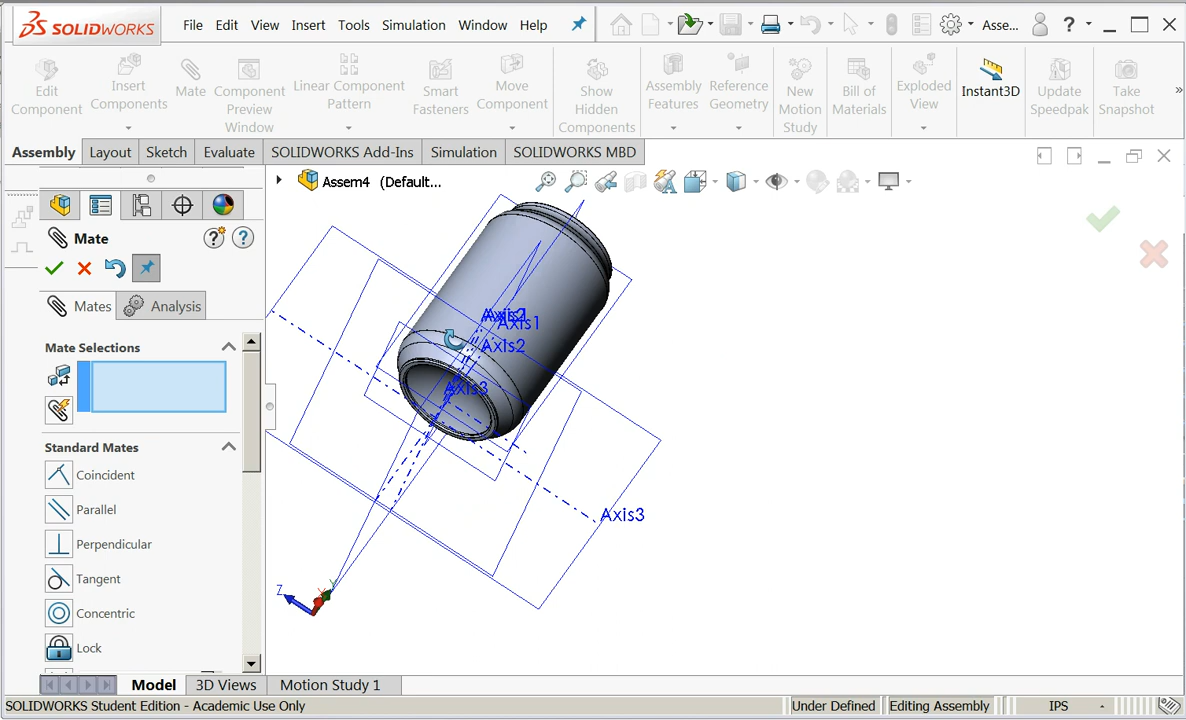 SOLIDWORKS File Edit View Insert Tools Simulation Window Help Asse... ?
Edit Component
Insert Components
Mate
Component Preview Window
Linear Component Pattern
Smart Fasteners
Move Component
Show Hidden Components
Assembly Features
Reference Geometry
New Motion Study
Bill of Materials
Exploded View
Instant3D
Update Speedpak
Take Snapshot
»
Assembly Layout Sketch Evaluate SOLIDWORKS Add-Ins Simulation SOLIDWORKS MBD
Assem4 (Default...
Mate
Mates Analysis
Mate Selections
Standard Mates
Coincident
Parallel
Perpendicular
Tangent
Concentric
Lock
Axis1
Axis2
Axis3
Axis3
Z
Y
Model 3D Views Motion Study 1
SOLIDWORKS Student Edition - Academic Use Only Under Defined Editing Assembly IPS